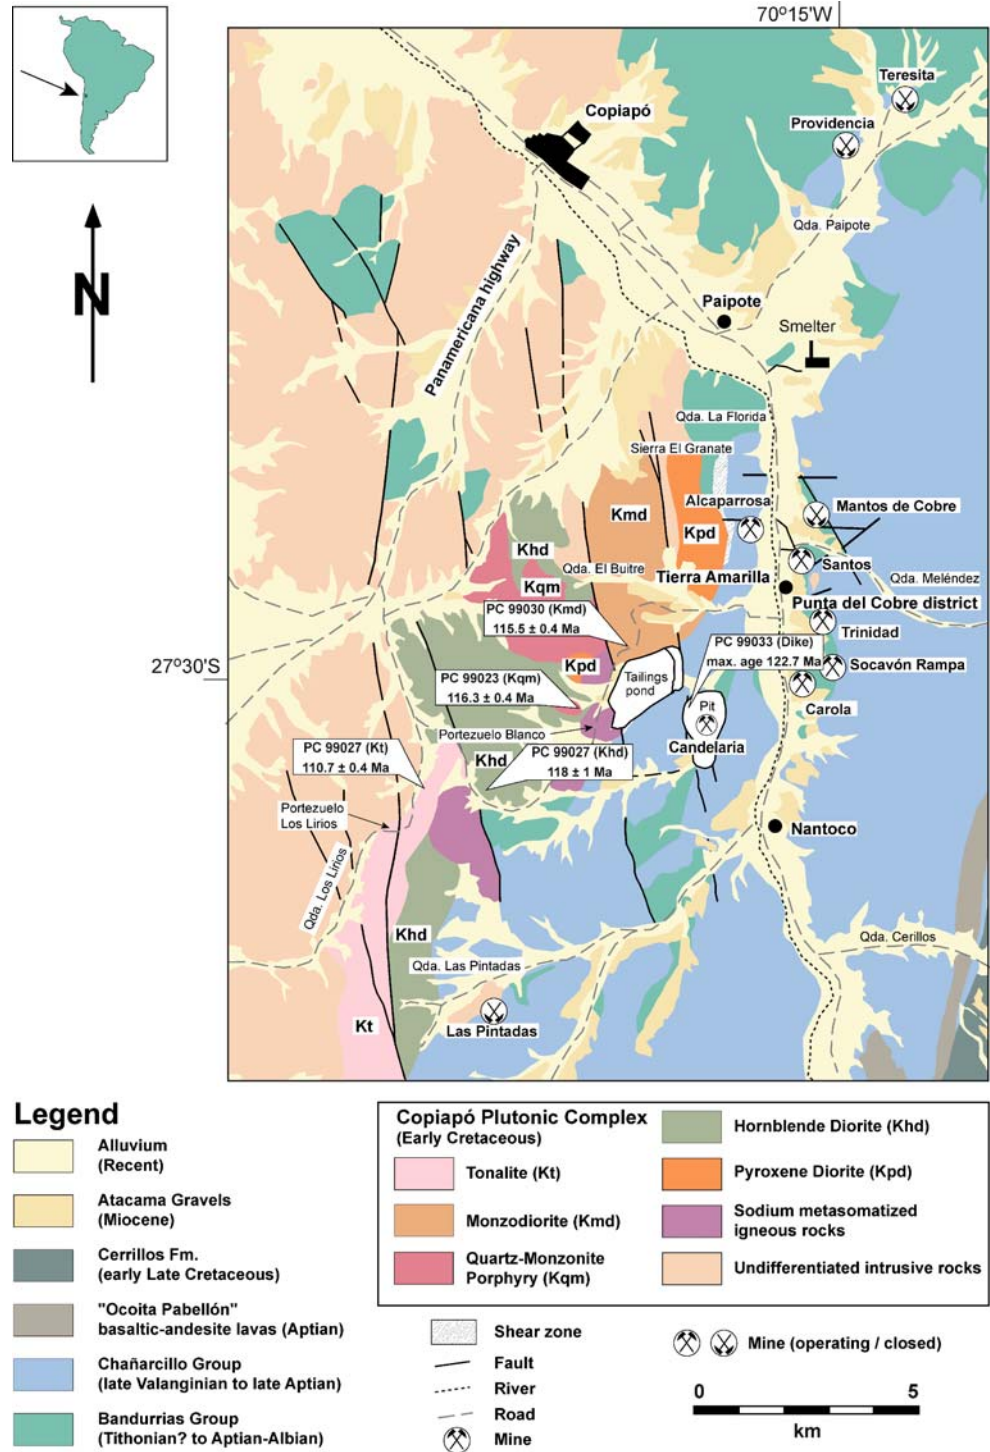 70º15'W
Teresita
Copiapó
Providencia
Qda. Paipote
N
Panamericana highway
Paipote
Smelter
Qda. La Florida
Sierra El Granate
Alcaparrosa
Mantos de Cobre
Kmd
Kpd
Khd
Santos
Qda. El Buitre
Tierra Amarilla
Qda. Meléndez
Kqm
Punta del Cobre district
PC 99030 (Kmd)
115.5 ± 0.4 Ma
Trinidad
PC 99033 (Dike)
max. age 122.7 Ma
27º30'S
Kpd
Socavón Rampa
PC 99023 (Kqm)
116.3 ± 0.4 Ma
Tailings
pond
Carola
Pit
Portezuelo Blanco
Candelaria
PC 99027 (Kt)
110.7 ± 0.4 Ma
Khd
PC 99027 (Khd)
118 ± 1 Ma
Portezuelo
Los Lirios
Nantoco
Qda. Los Lirios
Khd
Qda. Cerillos
Qda. Las Pintadas
Kt
Las Pintadas
Legend
Alluvium
(Recent)
Atacama Gravels
(Miocene)
Cerrillos Fm.
(early Late Cretaceous)
"Ocoita Pabellón"
basaltic-andesite lavas (Aptian)
Chañarcillo Group
(late Valanginian to late Aptian)
Bandurrias Group
(Tithonian? to Aptian-Albian)
Copiapó Plutonic Complex
(Early Cretaceous)
Tonalite (Kt)
Monzodiorite (Kmd)
Quartz-Monzonite
Porphyry (Kqm)
Hornblende Diorite (Khd)
Pyroxene Diorite (Kpd)
Sodium metasomatized
igneous rocks
Undifferentiated intrusive rocks
Shear zone
Fault
River
Road
Mine
Mine (operating / closed)
0 5
km